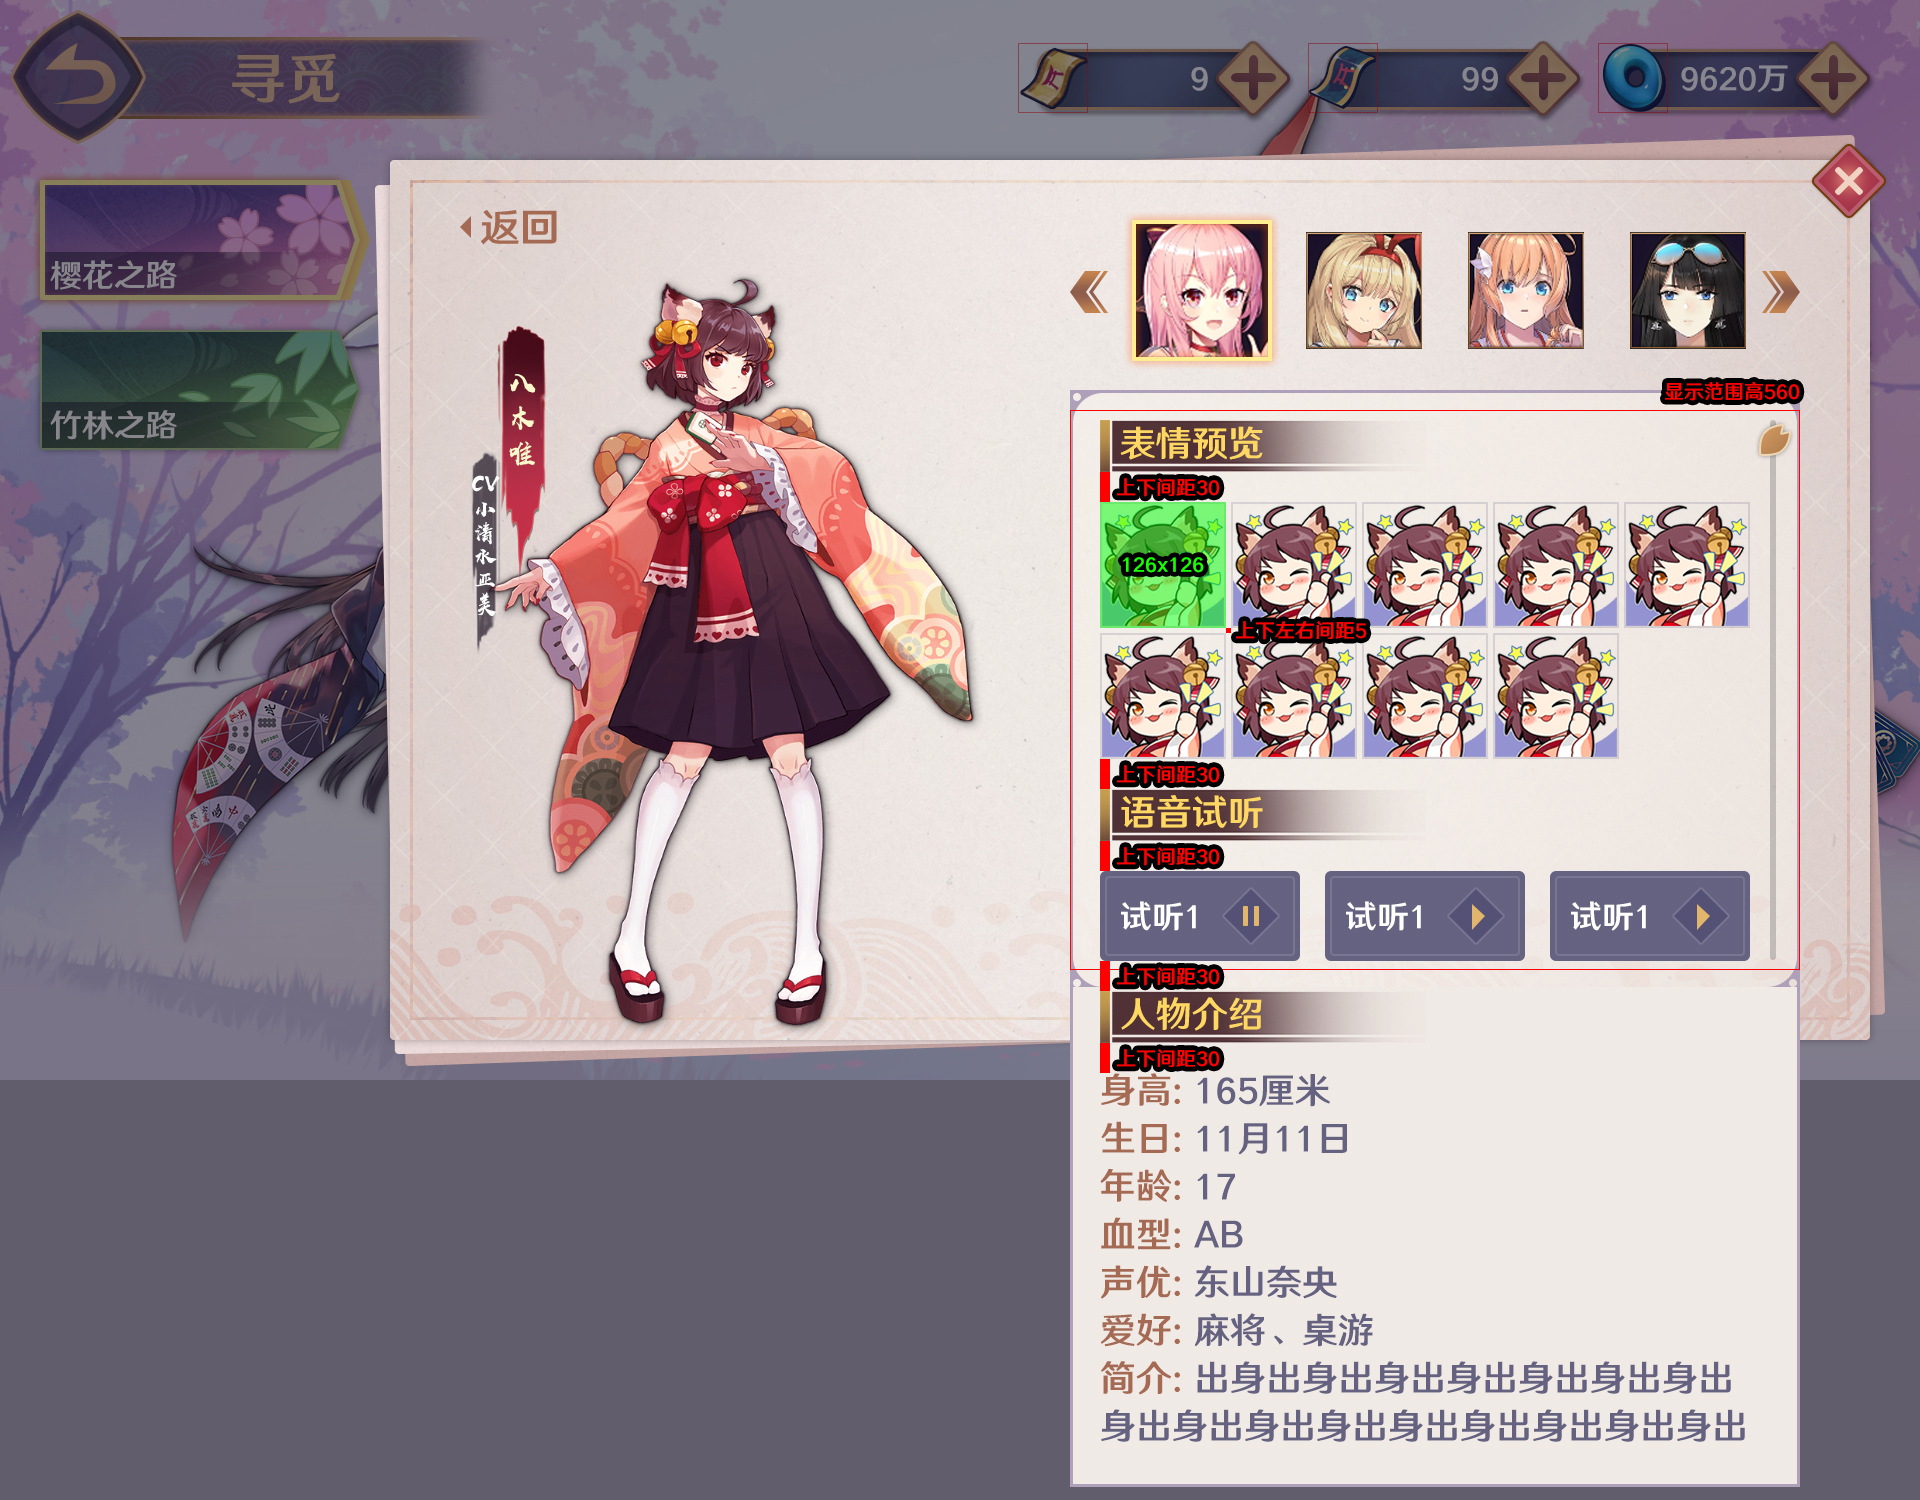 寻觅
9
99
9620万
樱花之路
竹林之路
返回
八木唯
CV小清水亚美
显示范围高560
表情预览
上下间距30
126x126
上下左右间距5
上下间距30
语音试听
上下间距30
试听1
试听1
试听1
上下间距30
人物介绍
上下间距30
身高: 165厘米
生日: 11月11日
年龄: 17
血型: AB
声优: 东山奈央
爱好: 麻将、桌游
简介: 出身出身出身出身出身出身出身出
身出身出身出身出身出身出身出身出身出